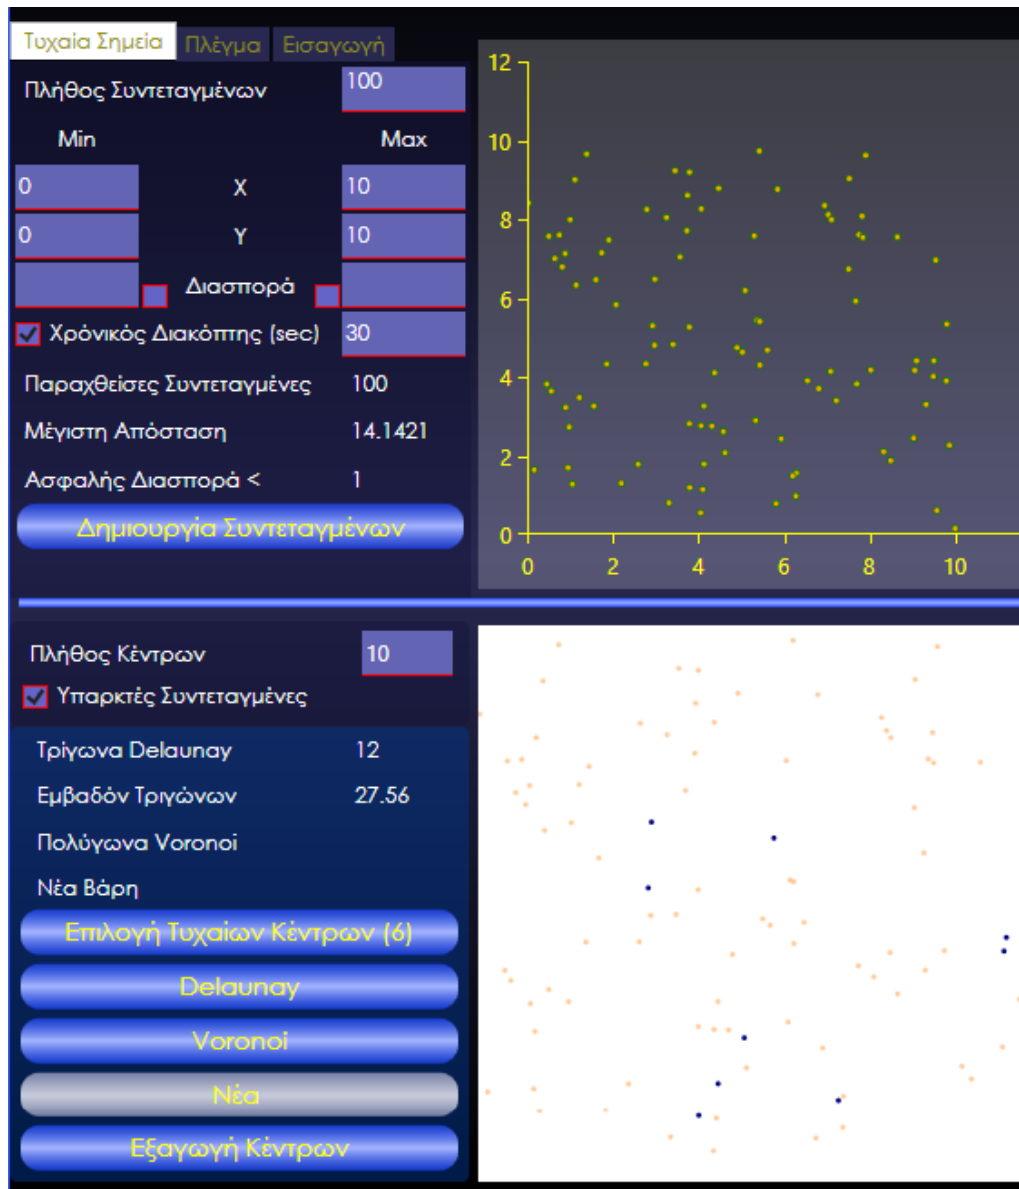 Τυχαία Σημεία Πλέγμα Εισαγωγή
Πλήθος Συντεταγμένων 100
Min Max
0 X 10
0 Y 10
Διασπορά
Χρόνικός Διακόπτης (sec) 30
Παραχθείσες Συντεταγμένες 100
Μέγιστη Απόσταση 14.1421
Ασφαλής Διασπορά < 1
Δημιουργία Συντεταγμένων
12
10
8
6
4
2
0
0 2 4 6 8 10
Πλήθος Κέντρων 10
Υπαρκτές Συντεταγμένες
Τρίγωνα Delaunay 12
Εμβαδόν Τριγώνων 27.56
Πολύγωνα Voronoi
Νέα Βάρη
Επιλογή Τυχαίων Κέντρων (6)
Delaunay
Voronoi
Νέα
Εξαγωγή Κέντρων